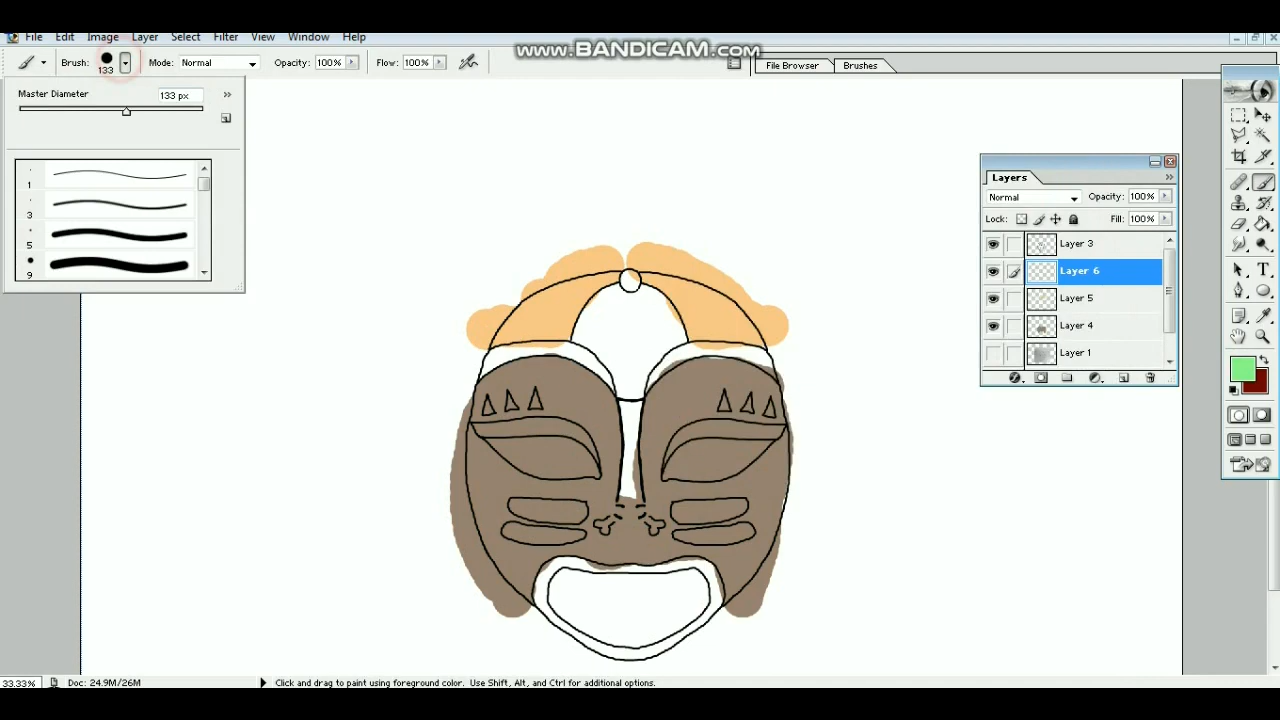 File Edit Image Layer Select Filter View Window Help
www.BANDICAM.com
Brush: 133 Mode: Normal Opacity: 100% Flow: 100% File Browser Brushes
Master Diameter 133 px
1
3
5
9
Layers
Normal Opacity: 100%
Lock: Fill: 100%
Layer 3
Layer 6
Layer 5
Layer 4
Layer 1
33.33% Doc: 24.9M/26M Click and drag to paint using foreground color. Use Shift, Alt, and Ctrl for additional options.